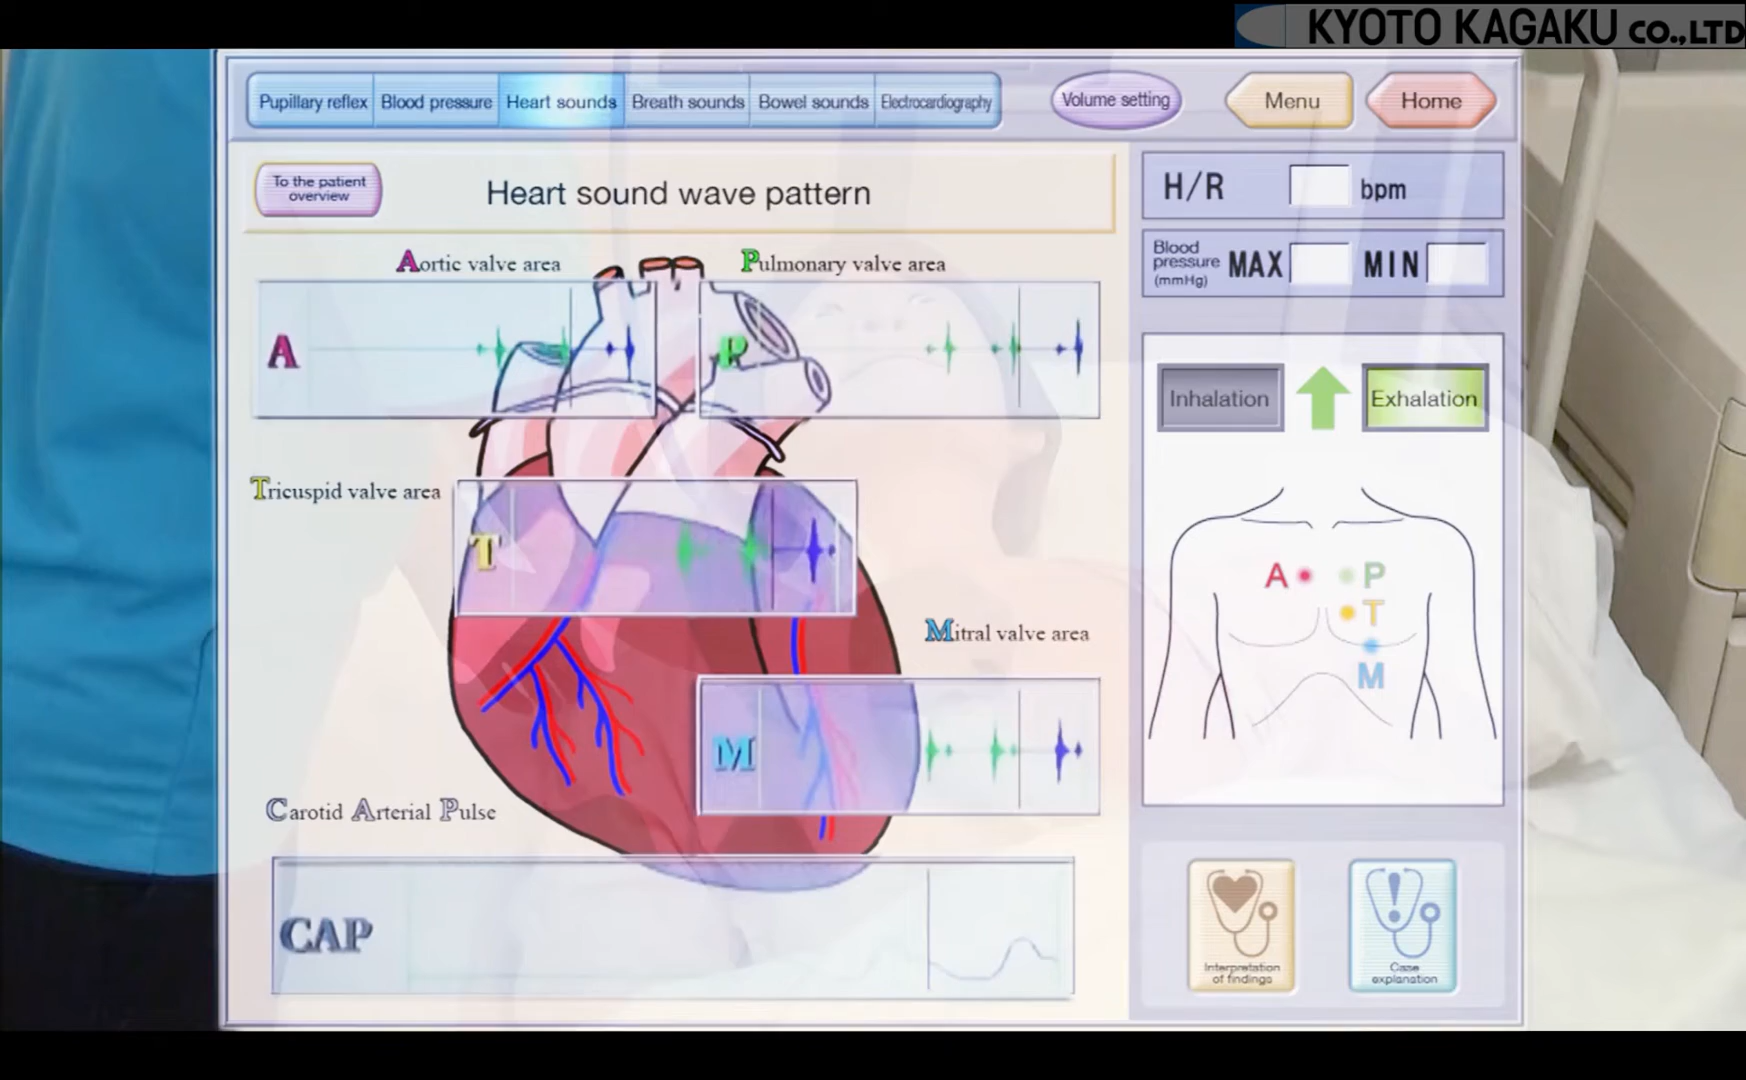 KYOTO KAGAKU CO.,LTD
Pupillary reflex
Blood pressure
Heart sounds
Breath sounds
Bowel sounds
Electrocardiography
Volume setting
Menu
Home
To the patient
overview
Heart sound wave pattern
H/R
bpm
Blood
pressure
(mmHg)
MAX
MIN
Aortic valve area
Pulmonary valve area
A
P
Inhalation
Exhalation
Tricuspid valve area
T
A
P
T
M
Mitral valve area
M
Carotid Arterial Pulse
CAP
Interpretation
of findings
Case
explanation